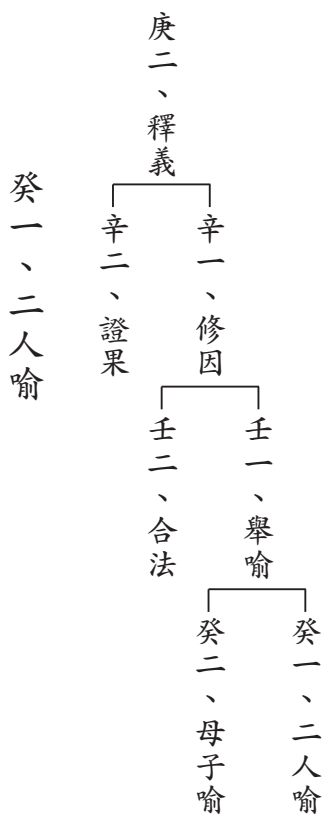 庚二、釋義
辛一、修因
辛二、證果
壬一、舉喻
壬二、合法
癸一、二人喻
癸二、母子喻
癸一、二人喻